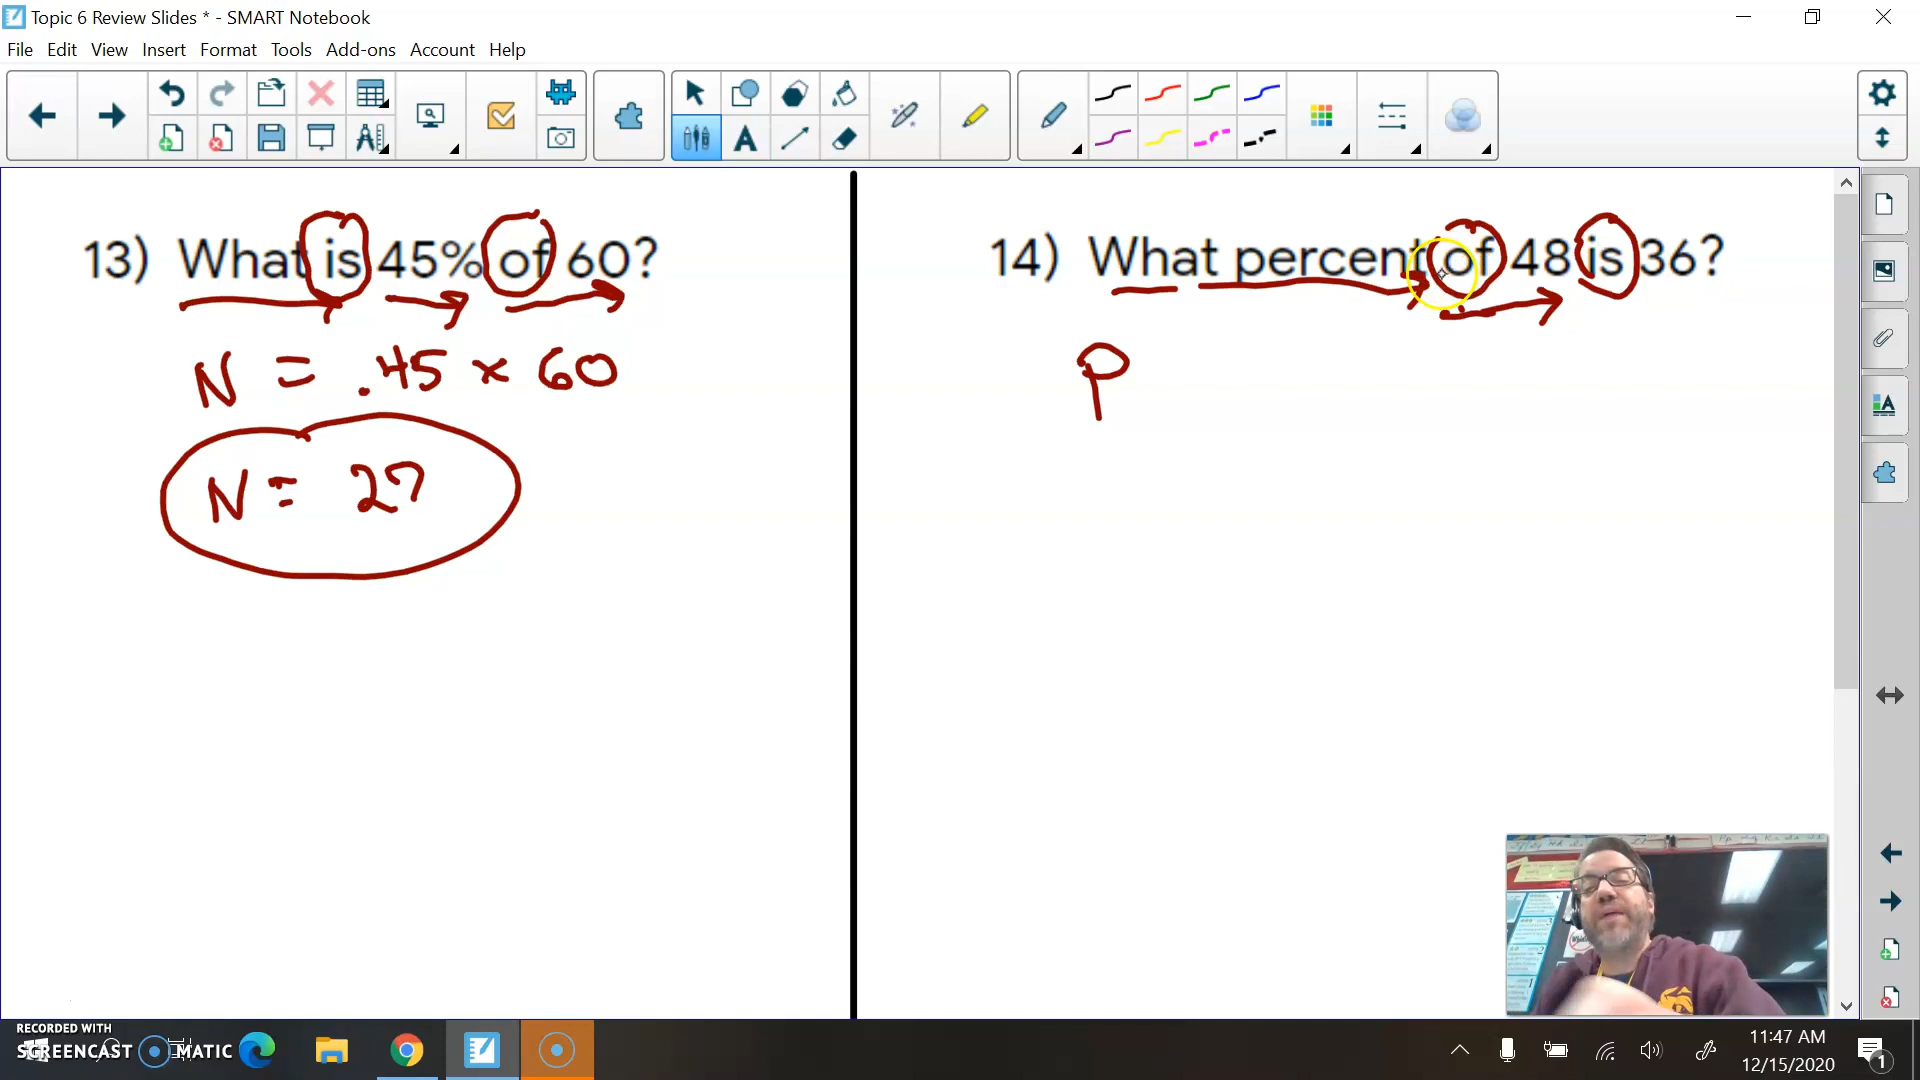 Topic 6 Review Slides * - SMART Notebook
File Edit View Insert Format Tools Add-ons Account Help
13) What is 45% of 60?
N = .45 × 60
N = 27
14) What percent of 48 is 36?
P
RECORDED WITH
SCREENCAST MATIC
11:47 AM
12/15/2020
1